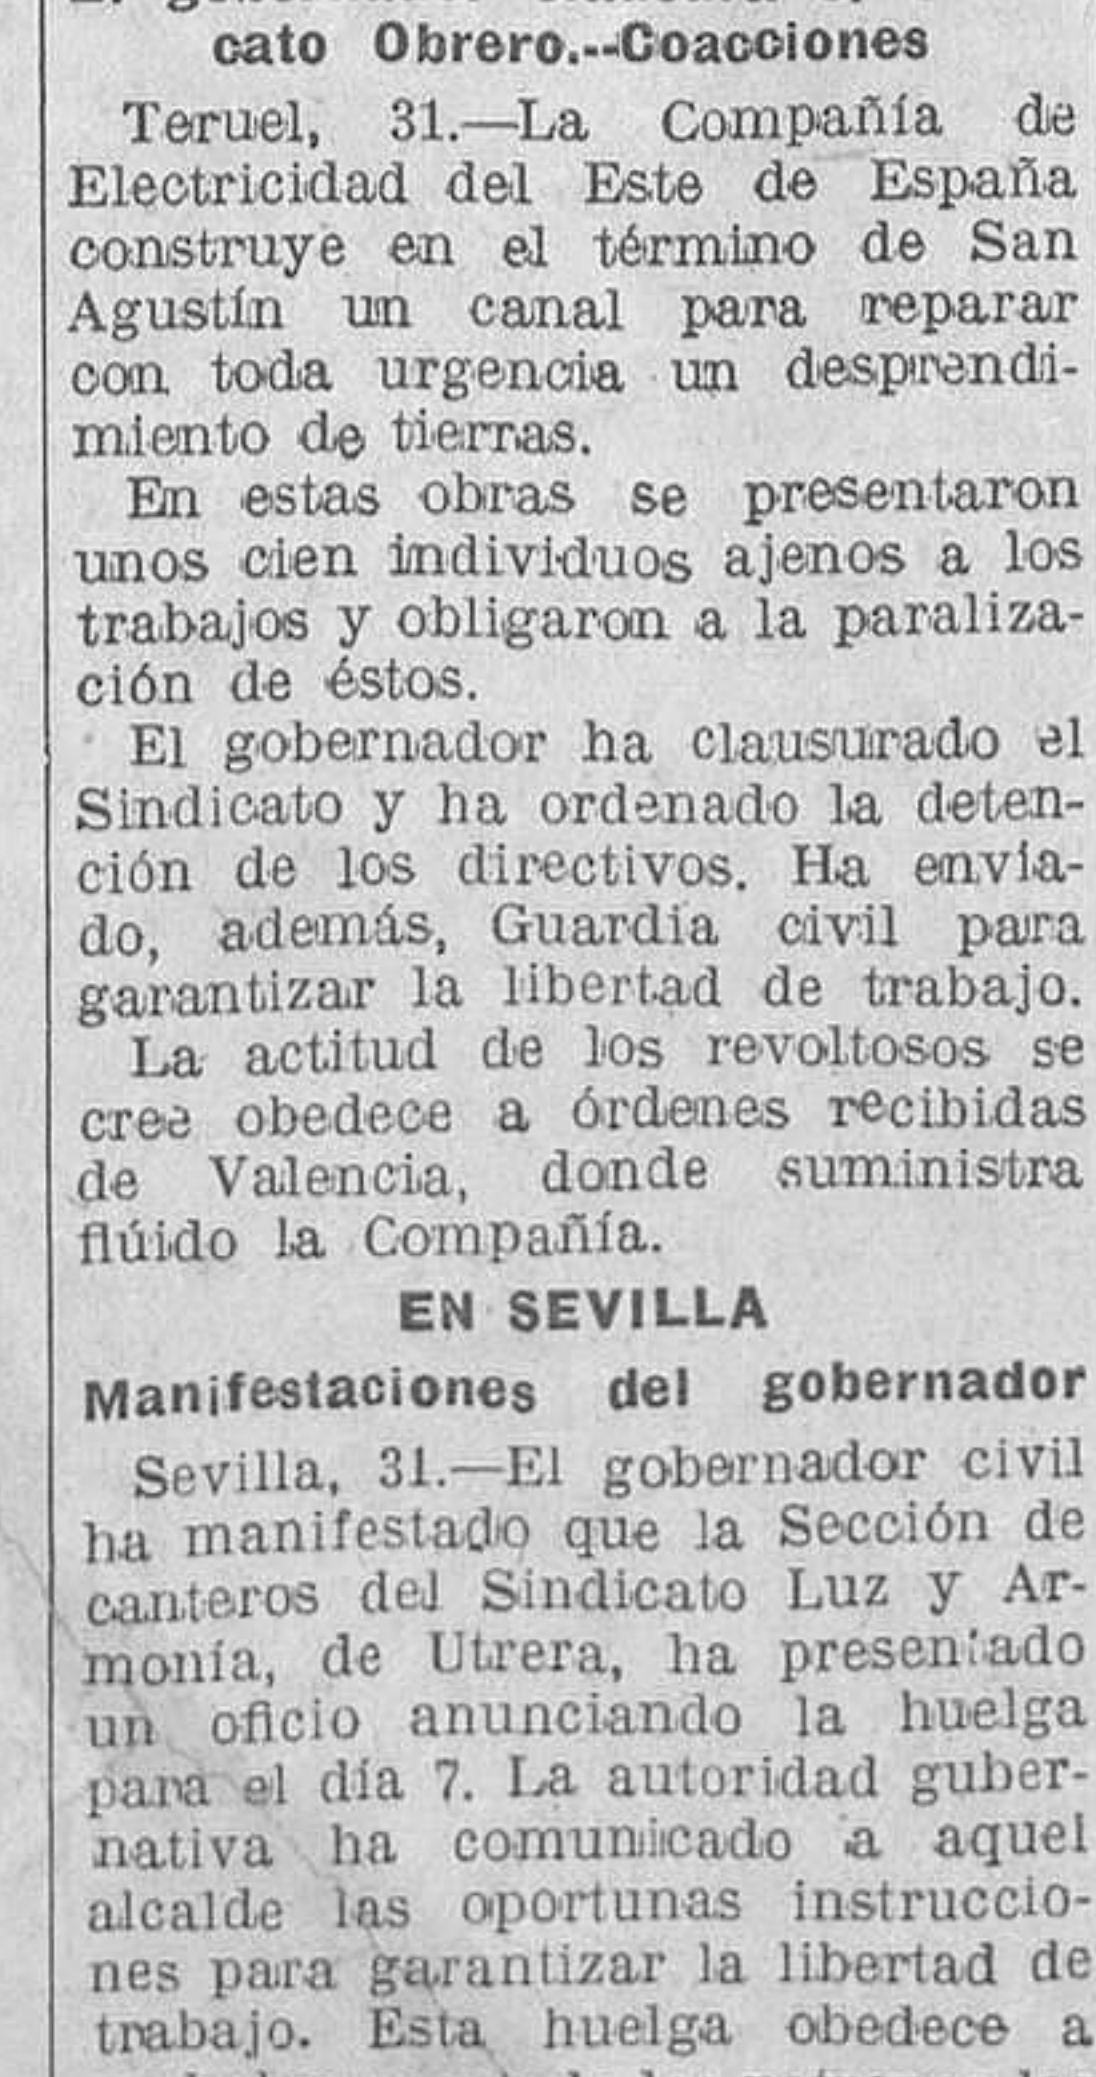 cato Obrero.--Coacciones
Teruel, 31.—La Compañía de
Electricidad del Este de España
construye en el término de San
Agustín un canal para reparar
con toda urgencia un desprendi-
miento de tierras.
En estas obras se presentaron
unos cien individuos ajenos a los
trabajos y obligaron a la paraliza-
ción de éstos.
El gobernador ha clausurado el
Sindicato y ha ordenado la deten-
ción de los directivos. Ha envia-
do, además, Guardia civil para
garantizar la libertad de trabajo.
La actitud de los revoltosos se
cree obedece a órdenes recibidas
de Valencia, donde suministra
flúido la Compañía.
EN SEVILLA
Manifestaciones del gobernador
Sevilla, 31.—El gobernador civil
ha manifestado que la Sección de
canteros del Sindicato Luz y Ar-
monía, de Utrera, ha presentado
un oficio anunciando la huelga
para el día 7. La autoridad guber-
nativa ha comunicado a aquel
alcalde las oportunas instruccio-
nes para garantizar la libertad de
trabajo. Esta huelga obedece a